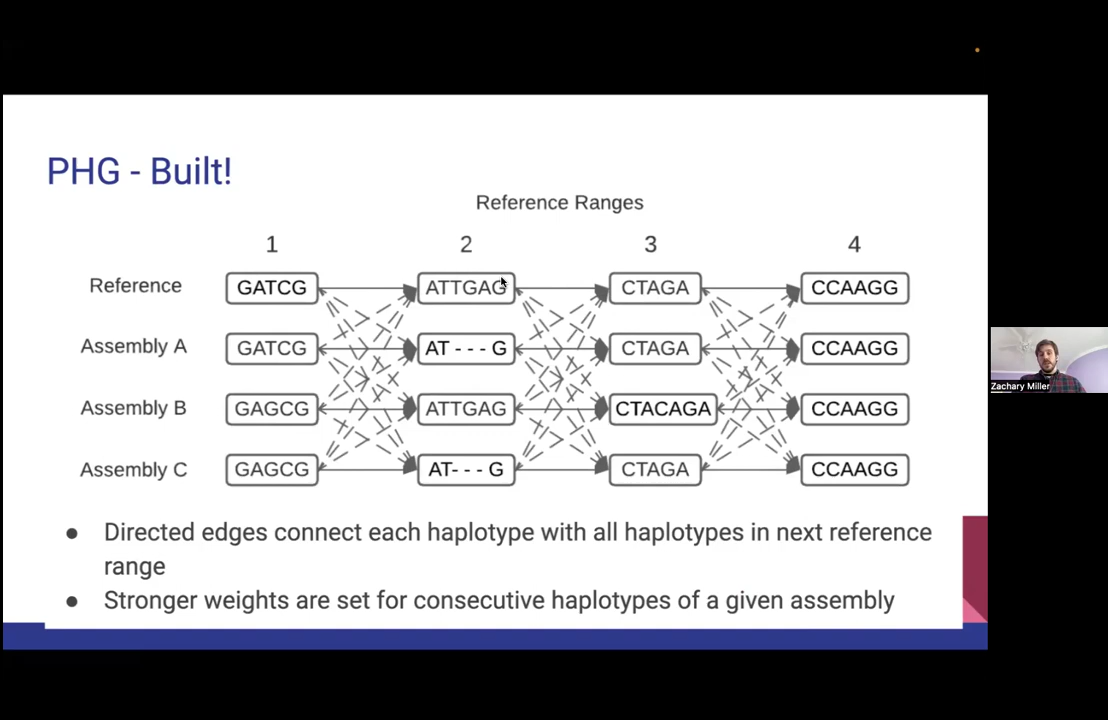 PHG - Built!
Reference Ranges
1 2 3 4
Reference GATCG ATTGAG CTAGA CCAAGG
Assembly A GATCG AT - - - G CTAGA CCAAGG
Assembly B GAGCG ATTGAG CTACAGA CCAAGG
Assembly C GAGCG AT- - - G CTAGA CCAAGG
● Directed edges connect each haplotype with all haplotypes in next reference
range
● Stronger weights are set for consecutive haplotypes of a given assembly
Zachary Miller